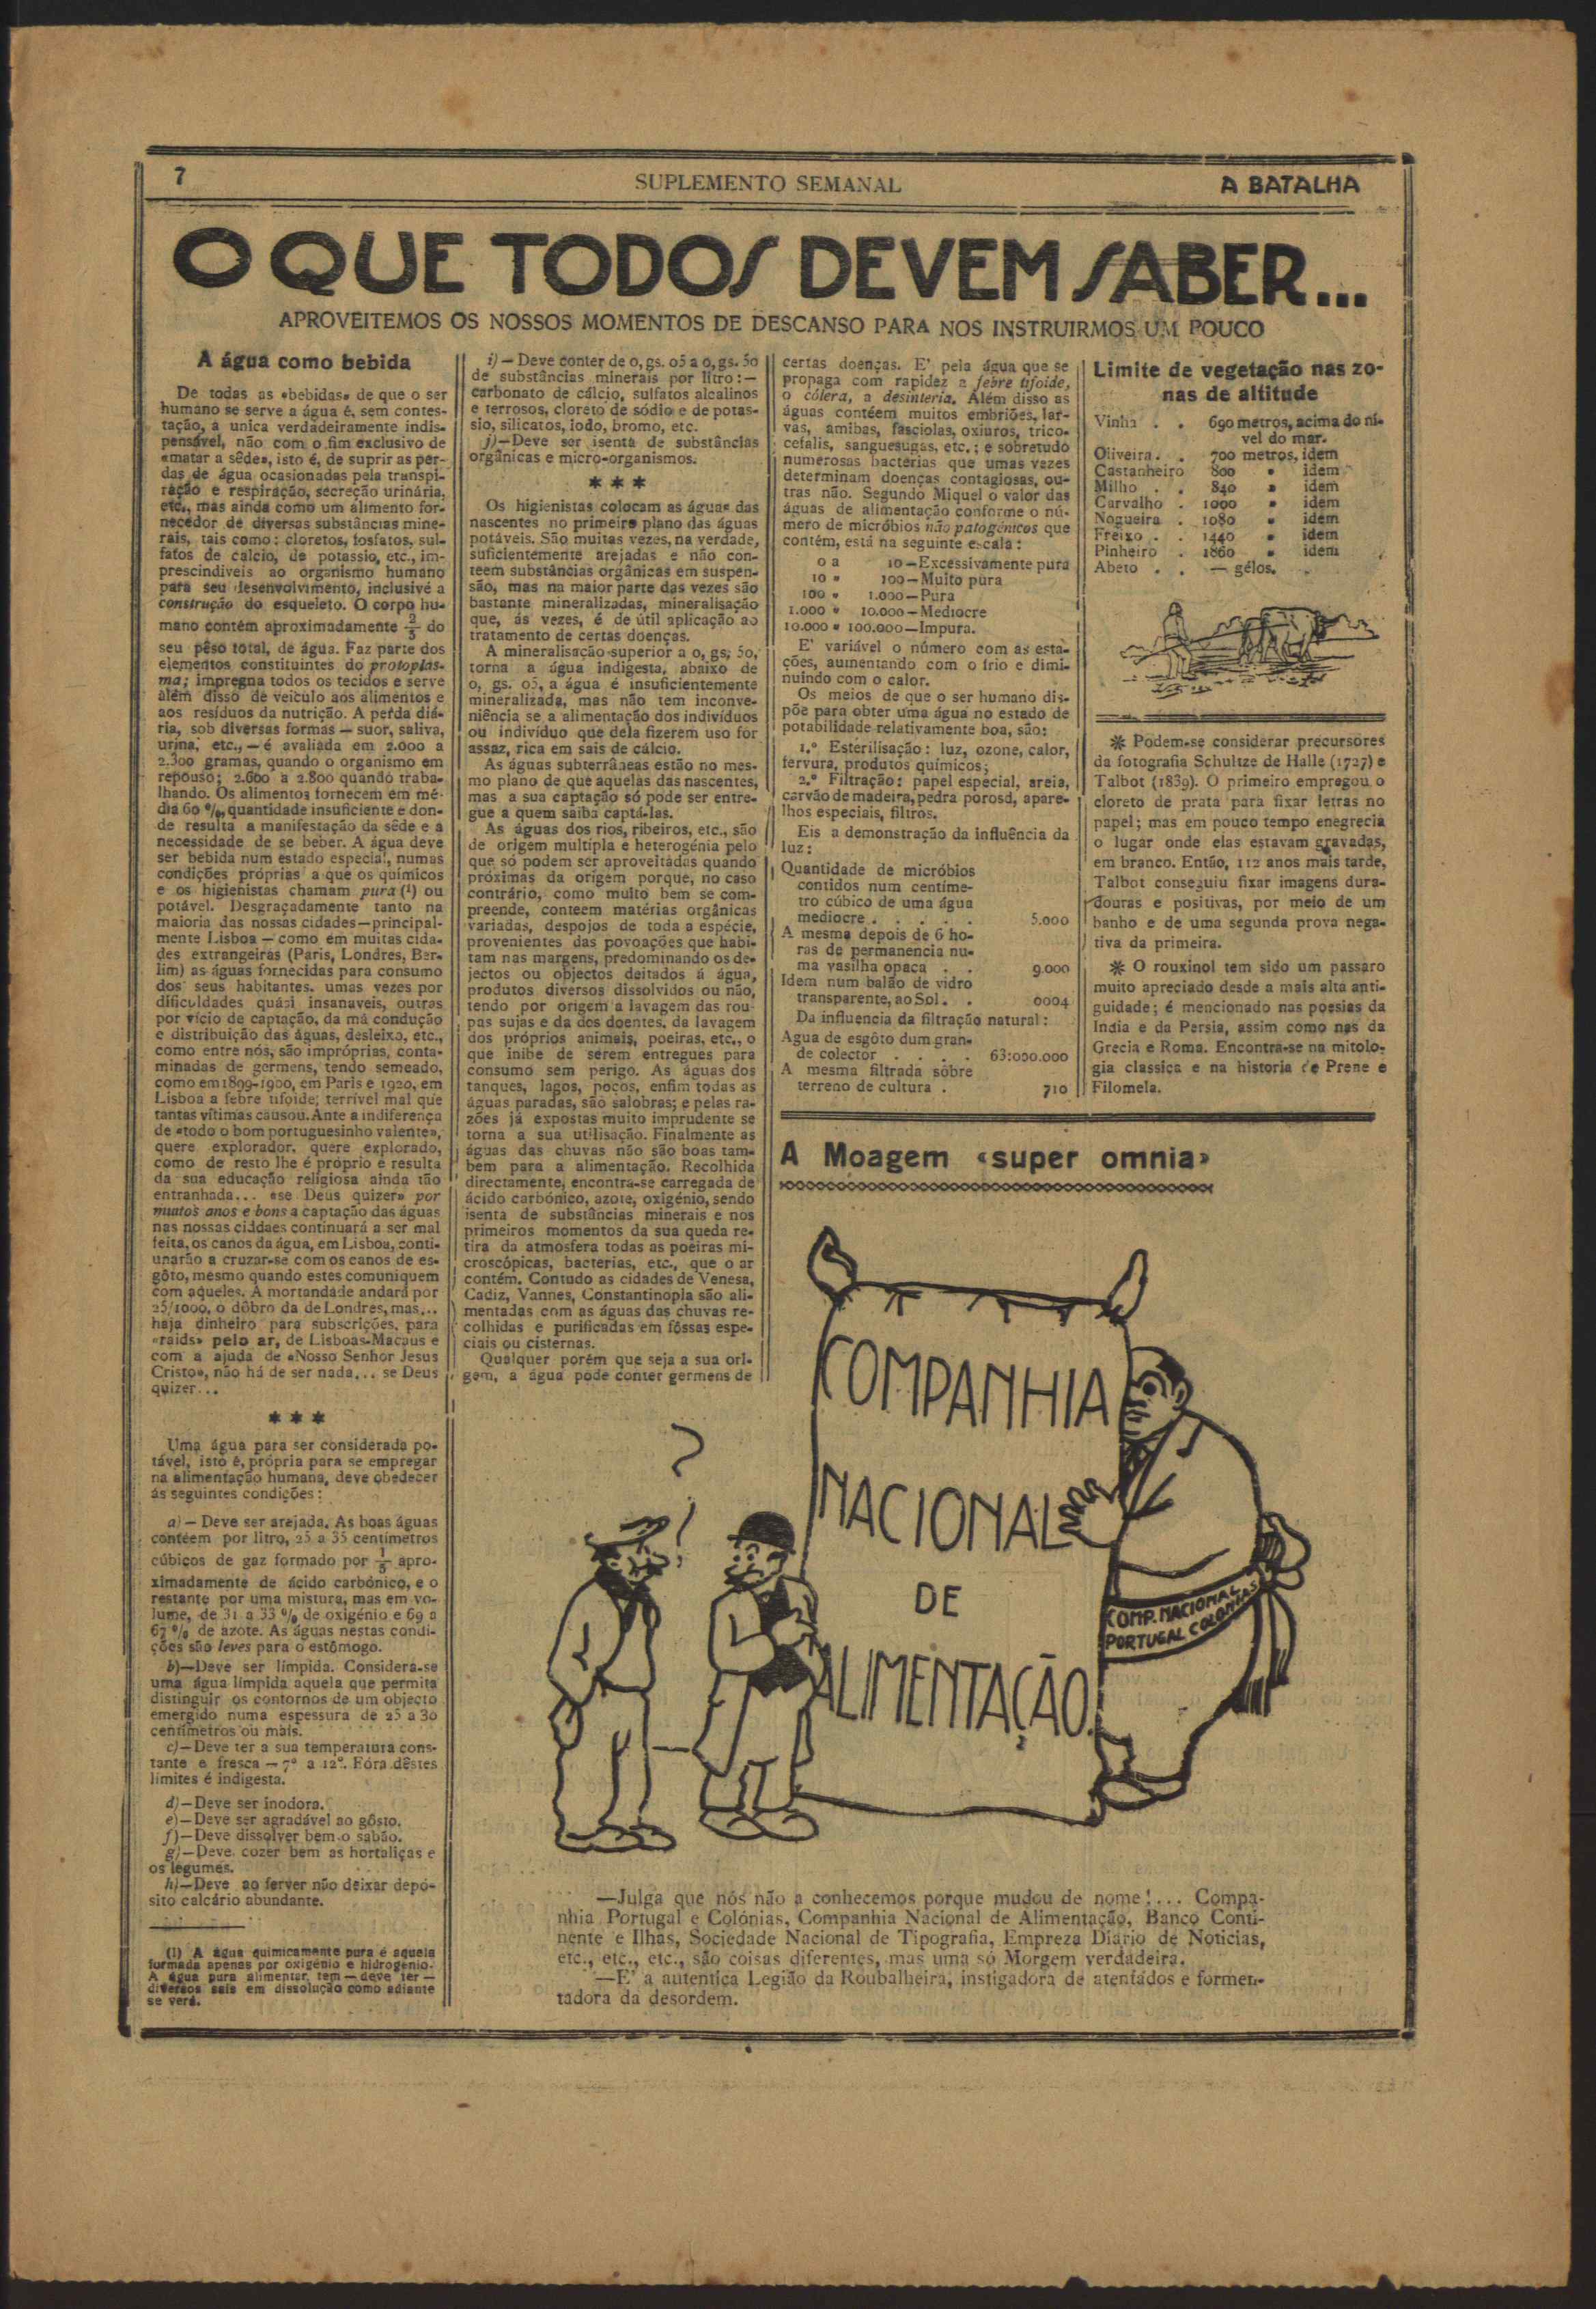 7
SUPLEMENTO SEMANAL
A BATALHA
O QUE TODOS DEVEM SABER...
APROVEITEMOS OS NOSSOS MOMENTOS DE DESCANSO PARA NOS INSTRUIRMOS UM POUCO
A água como bebida
De todas as «bebidas» de que o ser
humano se serve a água é, sem contes-
tação, a unica verdadeiramente indis-
pensável, não com o fim exclusivo de
«matar a sêde», isto é, de suprir as per-
das de água ocasionadas pela transpi-
ração e respiração, secreção urinária,
etc., mas ainda como um alimento for-
necedor de diversas substâncias mine-
rais, tais como: cloretos, fosfatos, sul-
fatos de calcio, de potassio, etc., im-
prescindiveis ao organismo humano
para seu desenvolvimento, inclusivé a
construção do esqueleto. O corpo hu-
mano contém aproximadamente 2/3 do
seu pêso total, de água. Faz parte dos
elementos constituintes do protoplas-
ma; impregna todos os tecidos e serve
além disso de veiculo aos alimentos e
aos resíduos da nutrição. A perda diá-
ria, sob diversas formas — suor, saliva,
urina, etc., — é avaliada em 2.000 a
2.300 gramas, quando o organismo em
repouso; 2.600 a 2.800 quando traba-
lhando. Os alimentos fornecem em mé-
dia 60 %, quantidade insuficiente e don-
de resulta a manifestação da sêde e a
necessidade de se beber. A água deve
ser bebida num estado especial, numas
condições próprias a que os químicos
e os higienistas chamam pura (¹) ou
potável. Desgraçadamente tanto na
maioria das nossas cidades—principal-
mente Lisboa — como em muitas cida-
des extrangeiras (Paris, Londres, Ber-
lim) as águas fornecidas para consumo
dos seus habitantes. umas vezes por
dificuldades quási insanaveis, outras
por vício de captação, da má condução
e distribuição das águas, desleixo, etc.,
como entre nós, são impróprias, conta-
minadas de germens, tendo semeado,
como em 1899-1900, em Paris e 1920, em
Lisboa a febre tifoide; terrível mal que
tantas vítimas causou. Ante a indiferença
de «todo o bom portuguesinho valente»,
quere explorador, quere explorado,
como de resto lhe é próprio e resulta
da sua educação religiosa ainda tão
entranhada... «se Deus quizer» por
muitos anos e bons a captação das águas
nas nossas ciddaes continuará a ser mal
feita, os canos da água, em Lisboa, conti-
unarão a cruzar-se com os canos de es-
gôto, mesmo quando estes comuniquem
com aqueles. A mortandade andará por
25/1000, o dôbro da de Londres, mas...
haja dinheiro para subscrições, para
«raids» pelo ar, de Lisboas-Macaus e
com a ajuda de «Nosso Senhor Jesus
Cristo», não há de ser nada... se Deus
quizer...
* * *
Uma água para ser considerada po-
tável, isto é, própria para se empregar
na alimentação humana, deve obedecer
ás seguintes condições:
a) — Deve ser arejada. As boas águas
contéem por litro, 25 a 35 centímetros
cúbicos de gaz formado por 1/5 apro-
ximadamente de ácido carbónico, e o
restante por uma mistura, mas em vo-
lume, de 31 a 33 % de oxigénio e 69 a
67 % de azote. As águas nestas condi-
ções são leves para o estômogo.
b)—Deve ser límpida. Considera-se
uma água límpida aquela que permita
distinguir os contornos de um objecto
emergido numa espessura de 25 a 30
centímetros ou mais.
c)—Deve ter a sua temperatura cons-
tante e fresca — 7º a 12º. Fóra dêstes
límites é indigesta.
d)—Deve ser inodora.
e)—Deve ser agradável ao gôsto.
f)—Deve dissolver bem o sabão.
g)—Deve cozer bem as hortaliças e
os legumes.
h)—Deve ao ferver não deixar depo-
sito calcário abundante.
(1) A água quimicamente pura é aquela
formada apenas por oxigénio e hidrogénio.
A água pura alimentar, tem — deve ter —
diversos sais em dissolução como adiante
se verá.
i) — Deve conter de 0, gs. 05 a 0, gs. 50
de substâncias minerais por litro: —
carbonato de cálcio, sulfatos alcalinos
e terrosos, cloreto de sódio e de potas-
sio, silicatos, iodo, bromo, etc.
j)—Deve ser isenta de substâncias
orgânicas e micro-organismos.
* * *
Os higienistas colocam as águas das
nascentes no primeiro plano das águas
potáveis. São muitas vezes, na verdade,
suficientemente arejadas e não con-
teem substâncias orgânicas em suspen-
são, mas na maior parte das vezes são
bastante mineralizadas, mineralisação
que, ás vezes, é de útil aplicação ao
tratamento de certas doenças.
A mineralisação superior a 0, gs, 50,
torna a água indigesta, abaixo de
0, gs. 05, a água é insuficientemente
mineralizada, mas não tem inconve-
niência se a alimentação dos indivíduos
ou indivíduo que dela fizerem uso fôr
assaz, rica em sais de cálcio.
As águas subterrâneas estão no mes-
mo plano de que aquelas das nascentes,
mas a sua captação só pode ser entre-
gue a quem saiba captá-las.
As águas dos rios, ribeiros, etc., são
de origem multipla e heterogénia pelo
que só podem ser aproveitadas quando
próximas da origem porque, no caso
contrário, como muito bem se com-
preende, conteem matérias orgânicas
variadas, despojos de toda a espécie,
provenientes das povoações que habi-
tam nas margens, predominando os de-
jectos ou objectos deitados á água,
produtos diversos dissolvidos ou não,
tendo por origem a lavagem das rou-
pas sujas e da dos doentes, da lavagem
dos próprios animais, poeiras, etc., o
que inibe de serem entregues para
consumo sem perigo. As águas dos
tanques, lagos, poços, enfim todas as
águas paradas, são salobras; e pelas ra-
zões já expostas muito imprudente se
torna a sua utilisação. Finalmente as
águas das chuvas não são boas tam-
bem para a alimentação. Recolhida
directamente, encontra-se carregada de
ácido carbónico, azote, oxigénio, sendo
isenta de substâncias minerais e nos
primeiros momentos da sua queda re-
tira da atmosfera todas as poeiras mi-
croscópicas, bacterias, etc., que o ar
contém. Contudo as cidades de Venesa,
Cadiz, Vannes, Constantinopla são ali-
mentadas com as águas das chuvas re-
colhidas e purificadas em fóssas espe-
ciais ou cisternas.
Qualquer porém que seja a sua ori-
gem, a água pode conter germens de
certas doenças. E' pela água que se
propaga com rapidez a febre tifoide,
o cólera, a desinteria. Além disso as
águas contéem muitos embriões, lar-
vas, amibas, fasciolas, oxiuros, trico-
cefalis, sanguesugas, etc.; e sobretudo
numerosas bactérias que umas vezes
determinam doenças contagiosas, ou-
tras não. Segundo Miquel o valor das
águas de alimentação conforme o nú-
mero de micróbios não patogénicos que
contém, está na seguinte escala:
0 a 10—Excessivamente pura
10 » 100—Muito pura
100 » 1.000—Pura
1.000 » 10.000—Mediocre
10.000 » 100.000—Impura.
E' variável o número com as esta-
ções, aumentando com o frio e dimi-
nuindo com o calor.
Os meios de que o ser humano dis-
põe para obter uma água no estado de
potabilidade relativamente boa, são:
1.º Esterilisação: luz, ozone, calor,
fervura, produtos químicos;
2.º Filtração: papel especial, areia,
carvão de madeira, pedra porosd, apare-
lhos especiais, filtros.
Eis a demonstração da influência da
luz:
Quantidade de micróbios
contidos num centíme-
tro cúbico de uma água
mediocre . . . . . . 5.000
A mesma depois de 6 ho-
ras de permanencia nu-
ma vasilha opaca . . 9.000
Idem num balão de vidro
transparente, ao Sol . . 0004
Da influencia da filtração natural:
Agua de esgôto dum gran-
de colector . . . . 63:000.000
A mesma filtrada sôbre
terreno de cultura . 710
Limite de vegetação nas zo-
nas de altitude
Vinha . . 690 metros, acima do ní-
vel do mar.
Oliveira . . 700 metros, idem
Castanheiro 800 » idem
Milho . . 840 » idem
Carvalho . 1000 » idem
Nogueira . 1080 » idem
Freixo . . 1440 » idem
Pinheiro . 1860 » idem
Abeto . . — gélos.
* Podem-se considerar precursores
da fotografia Schultze de Halle (1727) e
Talbot (1839). O primeiro empregou o
cloreto de prata para fixar letras no
papel; mas em pouco tempo enegrecia
o lugar onde elas estavam gravadas,
em branco. Então, 112 anos mais tarde,
Talbot conseguiu fixar imagens dura-
douras e positivas, por meio de um
banho e de uma segunda prova nega-
tiva da primeira.
* O rouxinol tem sido um passaro
muito apreciado desde a mais alta anti-
guidade; é mencionado nas poesias da
India e da Persia, assim como nas da
Grecia e Roma. Encontra-se na mitolo-
gia classica e na historia de Prene e
Filomela.
A Moagem «super omnia»
COMPANHIA
NACIONAL
DE
ALIMENTAÇÃO
COMP. NACIONAL
PORTUGAL COLONIAS
?
!
—Julga que nós não a conhecemos porque mudou de nome!... Compa-
nhia Portugal e Colónias, Companhia Nacional de Alimentação, Banco Conti-
nente e Ilhas, Sociedade Nacional de Tipografia, Empreza Diário de Noticias,
etc., etc., etc., são coisas diferentes, mas uma só Morgem verdadeira.
—E' a autentica Legião da Roubalheira, instigadora de atentados e formen-
tadora da desordem.